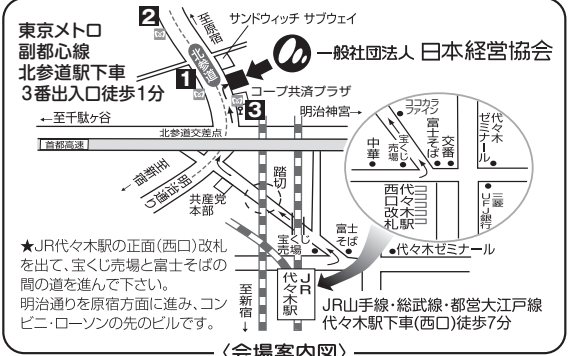 東京メトロ
副都心線
北参道駅下車
3番出入口徒歩1分
2
至原宿
サンドウィッチ サブウェイ
北参道
一般社団法人 日本経営協会
1
コープ共済プラザ
3
←至千駄ヶ谷
明治神宮→
北参道交差点
首都高速
至新宿
明治通り
共産党
本部
踏切
宝くじ
売場
富士
そば
ココカラ
ファイン
中華
宝くじ
売場
富士そば
交番
代々木
ゼミナール
代々木駅
西口改札
三菱
UFJ銀行
代々木ゼミナール
★JR代々木駅の正面(西口)改札
を出て、宝くじ売場と富士そばの
間の道を進んで下さい。
明治通りを原宿方面に進み、コン
ビニ・ローソンの先のビルです。
至新宿
JR
代々木駅
JR山手線・総武線・都営大江戸線
代々木駅下車(西口)徒歩7分
〈会場案内図〉